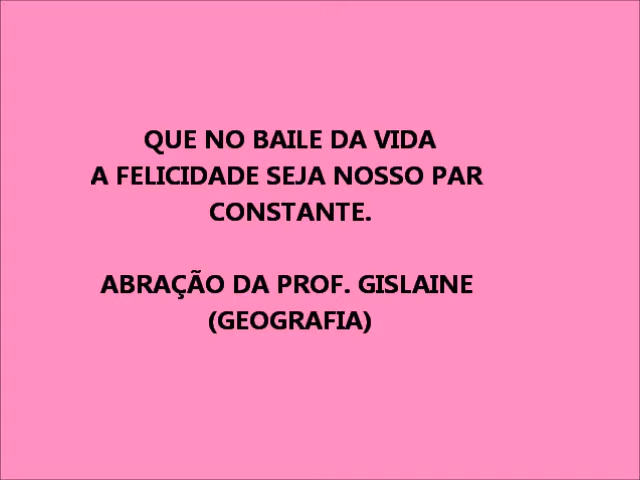 QUE NO BAILE DA VIDA
A FELICIDADE SEJA NOSSO PAR
CONSTANTE.
ABRAÇÃO DA PROF. GISLAINE
(GEOGRAFIA)